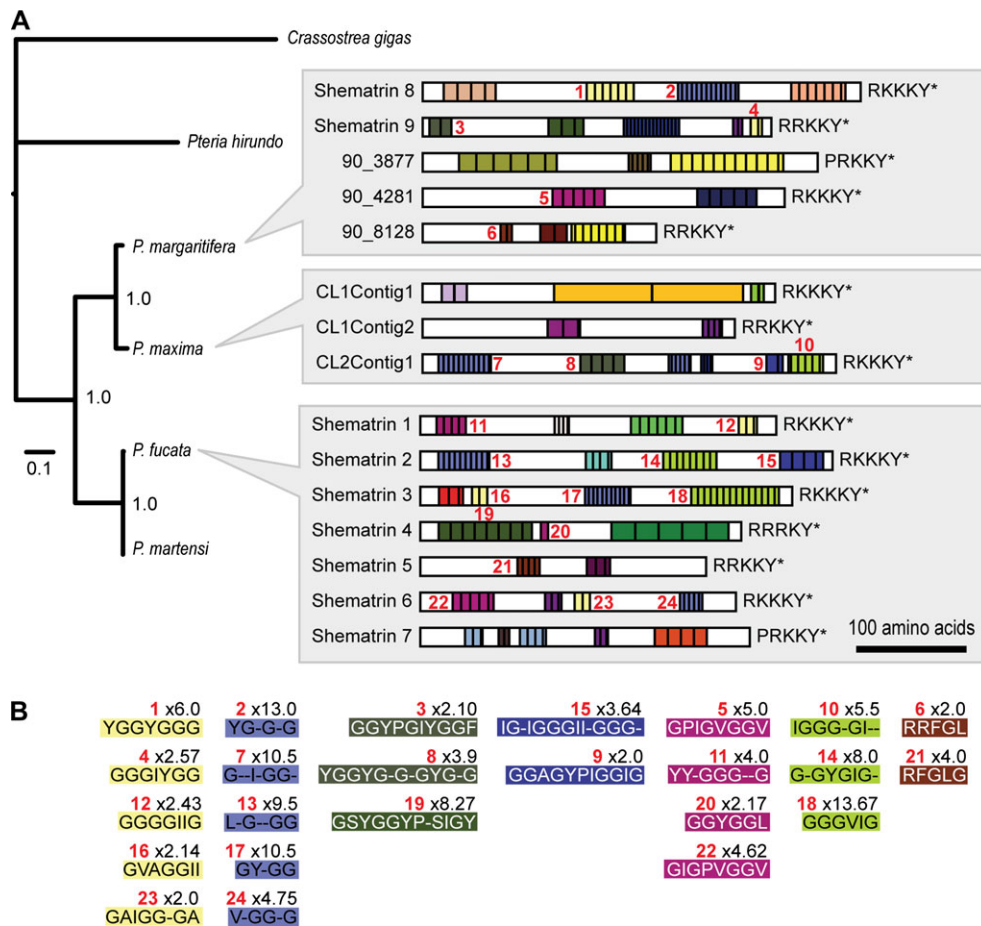 A
Crassostrea gigas
Pteria hirundo
P. margaritifera
1.0
P. maxima
1.0
0.1
P. fucata
1.0
P. martensi
Shematrin 8 1 2 RKKKY*
4
Shematrin 9 3 RRKKY*
90_3877 PRKKY*
90_4281 5 RKKKY*
90_8128 6 RRKKY*
CL1Contig1 RKKKY*
CL1Contig2 RRKKY*
10
CL2Contig1 7 8 9 RKKKY*
Shematrin 1 11 12 RKKKY*
Shematrin 2 13 14 15 RKKKY*
Shematrin 3 16 17 18 RKKKY*
19
Shematrin 4 20 RRRKY*
Shematrin 5 21 RRKKY*
Shematrin 6 22 23 24 RKKKY*
Shematrin 7 PRKKY*
100 amino acids
B
1 x6.0 2 x13.0 3 x2.10 15 x3.64 5 x5.0 10 x5.5 6 x2.0
YGGYGGG YG-G-G GGYPGIYGGF IG-IGGGII-GGG- GPIGVGGV IGGG-GI-- RRFGL
4 x2.57 7 x10.5 8 x3.9 9 x2.0 11 x4.0 14 x8.0 21 x4.0
GGGIYGG G--I-GG- YGGYG-G-GYG-G GGAGYPIGGIG YY-GGG--G G-GYGIG- RFGLG
12 x2.43 13 x9.5 19 x8.27 20 x2.17 18 x13.67
GGGGIIG L-G--GG GSYGGYP-SIGY GGYGGL GGGVIG
16 x2.14 17 x10.5 22 x4.62
GVAGGII GY-GG GIGPVGGV
23 x2.0 24 x4.75
GAIGG-GA V-GG-G